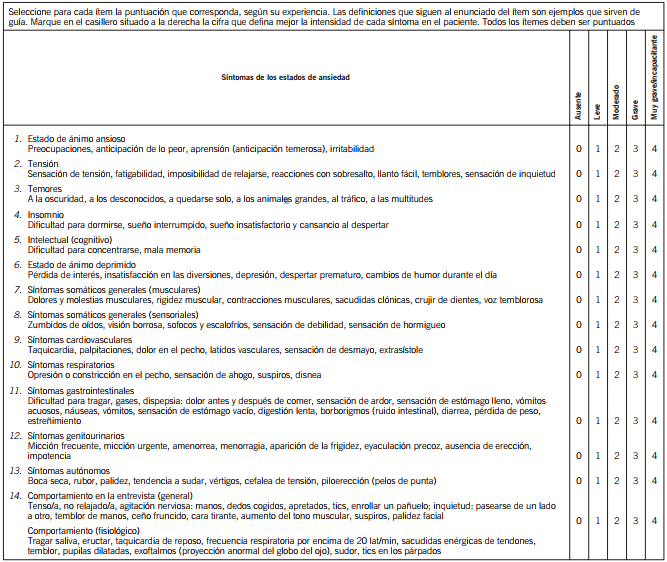 Seleccione para cada ítem la puntuación que corresponda, según su experiencia. Las definiciones que siguen al enunciado del ítem son ejemplos que sirven de
guía. Marque en el casillero situado a la derecha la cifra que defina mejor la intensidad de cada síntoma en el paciente. Todos los ítemes deben ser puntuados
Síntomas de los estados de ansiedad
Ausente
Leve
Moderado
Grave
Muy grave/incapacitante
1. Estado de ánimo ansioso
Preocupaciones, anticipación de lo peor, aprensión (anticipación temerosa), irritabilidad 0 1 2 3 4
2. Tensión
Sensación de tensión, fatigabilidad, imposibilidad de relajarse, reacciones con sobresalto, llanto fácil, temblores, sensación de inquietud 0 1 2 3 4
3. Temores
A la oscuridad, a los desconocidos, a quedarse solo, a los animales grandes, al tráfico, a las multitudes 0 1 2 3 4
4. Insomnio
Dificultad para dormirse, sueño interrumpido, sueño insatisfactorio y cansancio al despertar 0 1 2 3 4
5. Intelectual (cognitivo)
Dificultad para concentrarse, mala memoria 0 1 2 3 4
6. Estado de ánimo deprimido
Pérdida de interés, insatisfacción en las diversiones, depresión, despertar prematuro, cambios de humor durante el día 0 1 2 3 4
7. Síntomas somáticos generales (musculares)
Dolores y molestias musculares, rigidez muscular, contracciones musculares, sacudidas clónicas, crujir de dientes, voz temblorosa 0 1 2 3 4
8. Síntomas somáticos generales (sensoriales)
Zumbidos de oídos, visión borrosa, sofocos y escalofríos, sensación de debilidad, sensación de hormigueo 0 1 2 3 4
9. Síntomas cardiovasculares
Taquicardia, palpitaciones, dolor en el pecho, latidos vasculares, sensación de desmayo, extrasístole 0 1 2 3 4
10. Síntomas respiratorios
Opresión o constricción en el pecho, sensación de ahogo, suspiros, disnea 0 1 2 3 4
11. Síntomas gastrointestinales
Dificultad para tragar, gases, dispepsia: dolor antes y después de comer, sensación de ardor, sensación de estómago lleno, vómitos
acuosos, náuseas, vómitos, sensación de estómago vacío, digestión lenta, borborigmos (ruido intestinal), diarrea, pérdida de peso,
estreñimiento 0 1 2 3 4
12. Síntomas genitourinarios
Micción frecuente, micción urgente, amenorrea, menorragia, aparición de la frigidez, eyaculación precoz, ausencia de erección,
impotencia 0 1 2 3 4
13. Síntomas autónomos
Boca seca, rubor, palidez, tendencia a sudar, vértigos, cefalea de tensión, piloerección (pelos de punta) 0 1 2 3 4
14. Comportamiento en la entrevista (general)
Tenso/a, no relajado/a, agitación nerviosa: manos, dedos cogidos, apretados, tics, enrollar un pañuelo; inquietud: pasearse de un lado
a otro, temblor de manos, ceño fruncido, cara tirante, aumento del tono muscular, suspiros, palidez facial 0 1 2 3 4
Comportamiento (fisiológico)
Tragar saliva, eructar, taquicardia de reposo, frecuencia respiratoria por encima de 20 lat/min, sacudidas enérgicas de tendones,
temblor, pupilas dilatadas, exoftalmos (proyección anormal del globo del ojo), sudor, tics en los párpados